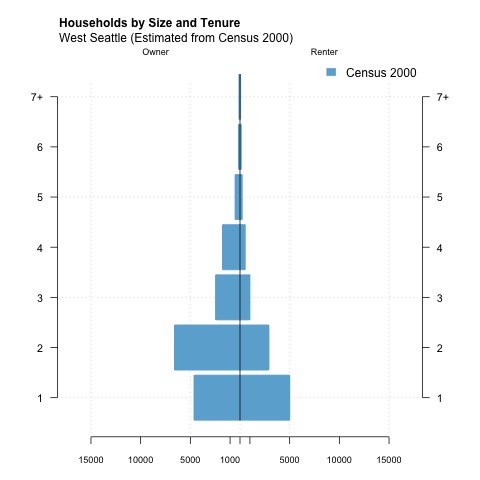 Households by Size and Tenure
West Seattle (Estimated from Census 2000)
Owner Renter
Census 2000
7+ 7+
6 6
5 5
4 4
3 3
2 2
1 1
15000 10000 5000 1000 5000 10000 15000